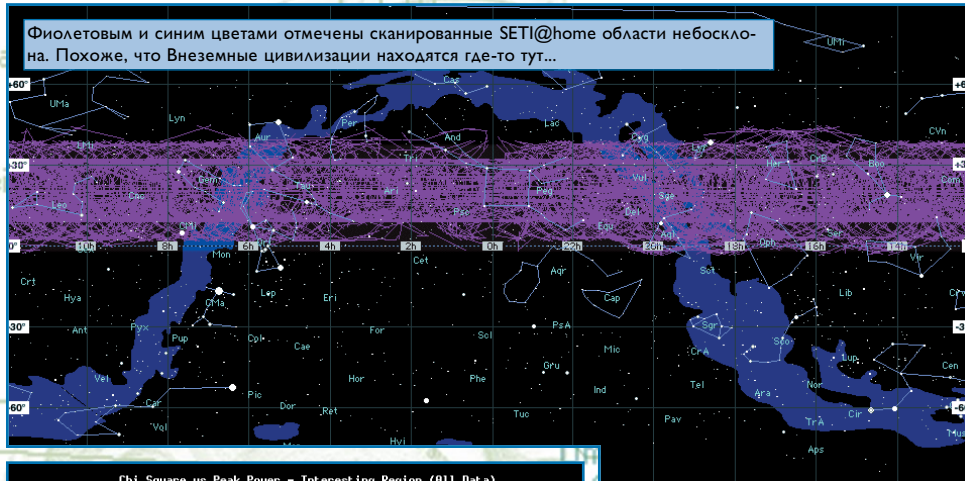 Фиолетовым и синим цветами отмечены сканированные SETI@home области небоскло-
на. Похоже, что Внеземные цивилизации находятся где-то тут...
UMi
+60°
Cas
UMa
Lyn
Per
Lac
Aur
And
Cyg
CVn
LMi
+30°
Tri
Lyr
Her
CrB
Boo
Gem
Vul
Com
Leo
Cnc
Tau
Ari
Peg
Sge
Psc
Del
CMi
Equ
Aql
Oph
Ser
0°
10h
8h
6h
4h
2h
0h
22h
20h
18h
16h
14h
Mon
Cet
Vir
Aqr
Sct
Crt
Hya
CMa
Lep
Eri
Cap
Lib
Crv
-30°
Ant
Pyx
Pup
Col
Cae
For
Scl
PsA
Mic
Sgr
CrA
Sco
Lup
Vel
Hor
Phe
Gru
Ind
Tel
Ara
Nor
Cen
Car
Pic
Dor
Ret
-60°
Vol
Tuc
Pav
TrA
Cir
Mus
Hyi
Aps
Chi Square vs Peak Power - Interesting Region (All Data)